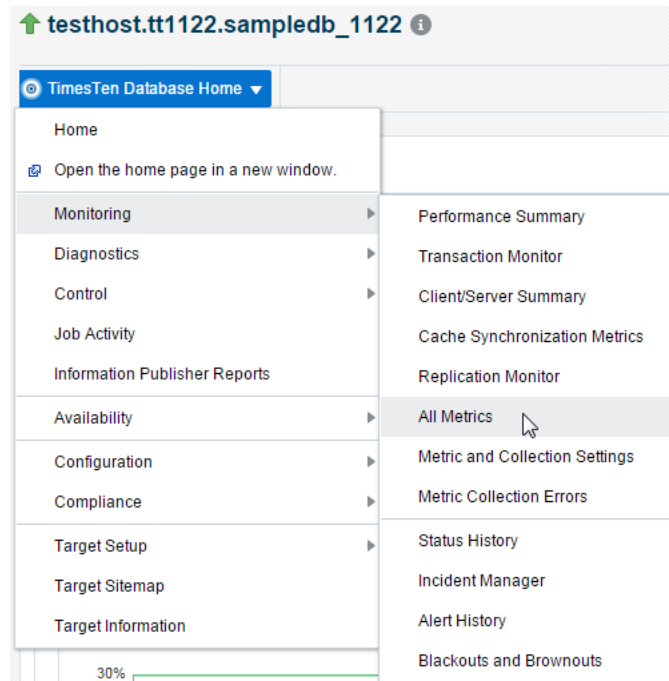 testhost.tt1122.sampledb_1122
TimesTen Database Home
Home
Open the home page in a new window.
Monitoring
Diagnostics
Control
Job Activity
Information Publisher Reports
Availability
Configuration
Compliance
Target Setup
Target Sitemap
Target Information
Performance Summary
Transaction Monitor
Client/Server Summary
Cache Synchronization Metrics
Replication Monitor
All Metrics
Metric and Collection Settings
Metric Collection Errors
Status History
Incident Manager
Alert History
Blackouts and Brownouts
30%